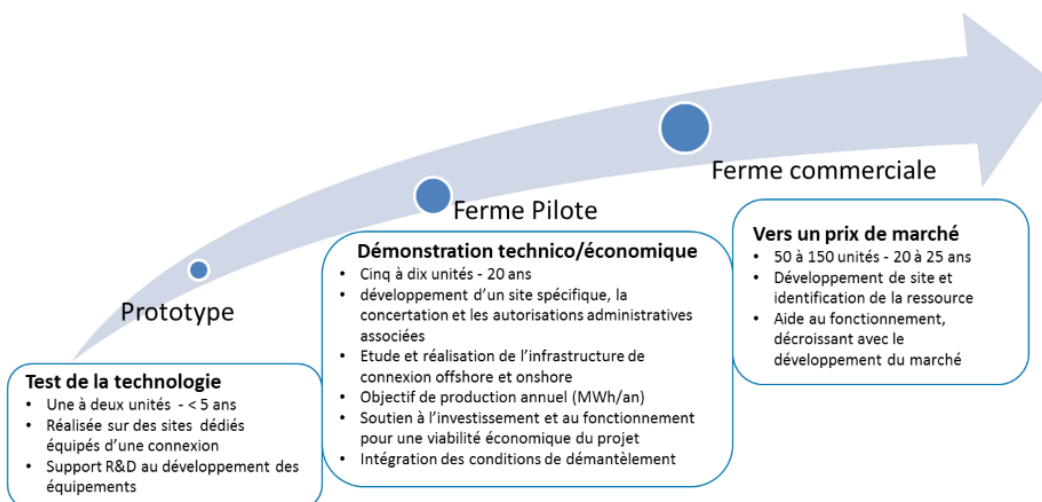 Prototype
Test de la technologie
• Une à deux unités - < 5 ans
• Réalisée sur des sites dédiés
équipés d'une connexion
• Support R&D au développement des
équipements
Ferme Pilote
Démonstration technico/économique
• Cinq à dix unités - 20 ans
• développement d'un site spécifique, la
concertation et les autorisations administratives
associées
• Etude et réalisation de l'infrastructure de
connexion offshore et onshore
• Objectif de production annuel (MWh/an)
• Soutien à l'investissement et au fonctionnement
pour une viabilité économique du projet
• Intégration des conditions de démantèlement
Ferme commerciale
Vers un prix de marché
• 50 à 150 unités - 20 à 25 ans
• Développement de site et
identification de la ressource
• Aide au fonctionnement,
décroissant avec le
développement du marché